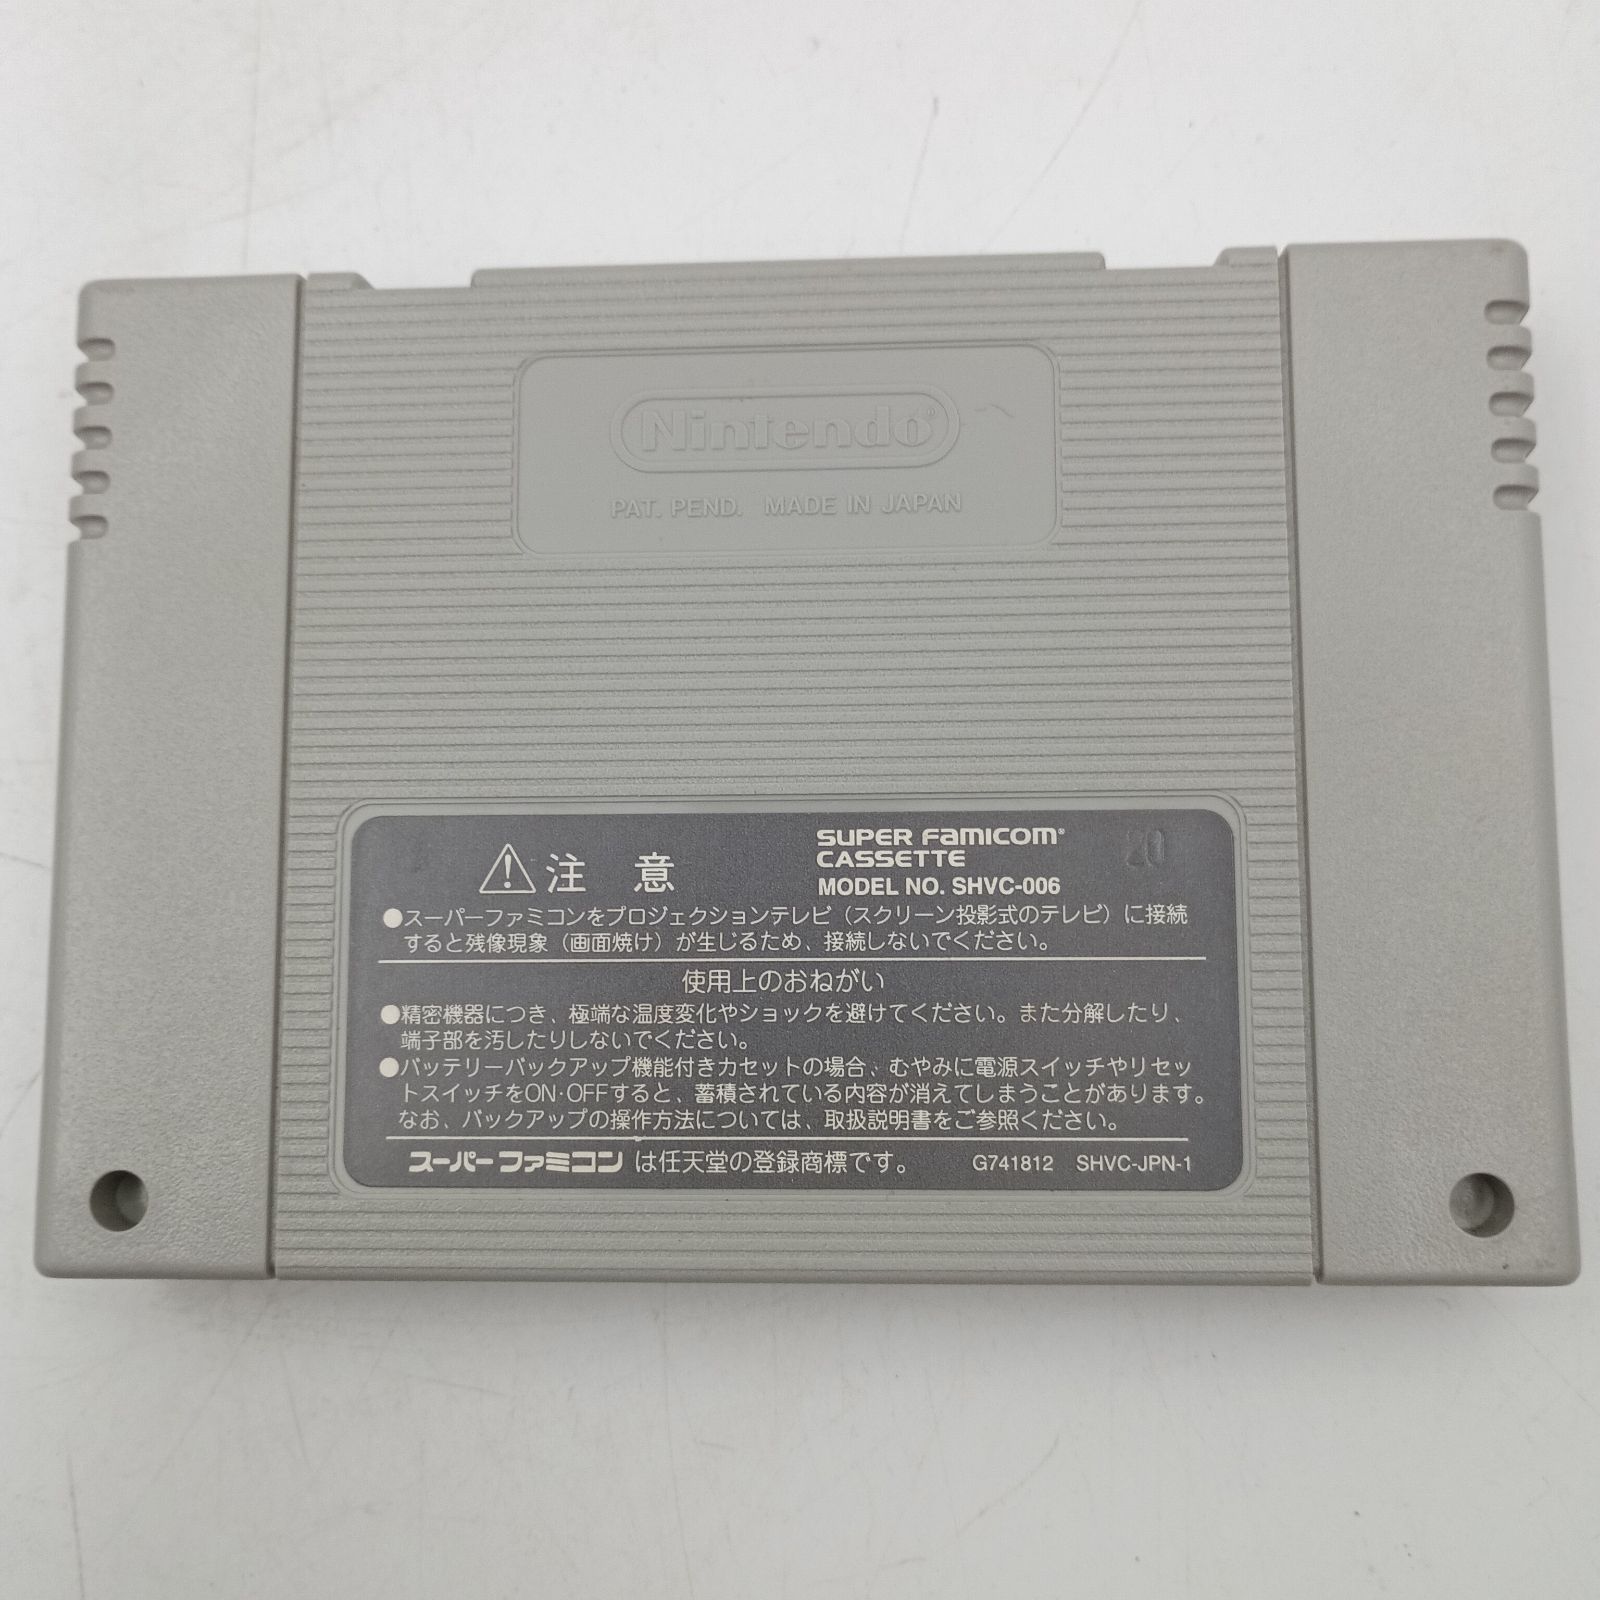 Nintendo®
PAT. PEND. MADE IN JAPAN
注 意
SUPER FAMICOM®
CASSETTE
20
MODEL NO. SHVC-006
●スーパーファミコンをプロジェクションテレビ(スクリーン投影式のテレビ)に接続
すると残像現象(画面焼け)が生じるため、接続しないでください。
使用上のおねがい
●精密機器につき、極端な温度変化やショックを避けてください。また分解したり、
端子部を汚したりしないでください。
●バッテリーバックアップ機能付きカセットの場合、むやみに電源スイッチやリセッ
トスイッチをON·OFFすると、蓄積されている内容が消えてしまうことがあります。
なお、バックアップの操作方法については、取扱説明書をご参照ください。
スーパーファミコン は任天堂の登録商標です。 G741812 SHVC-JPN-1